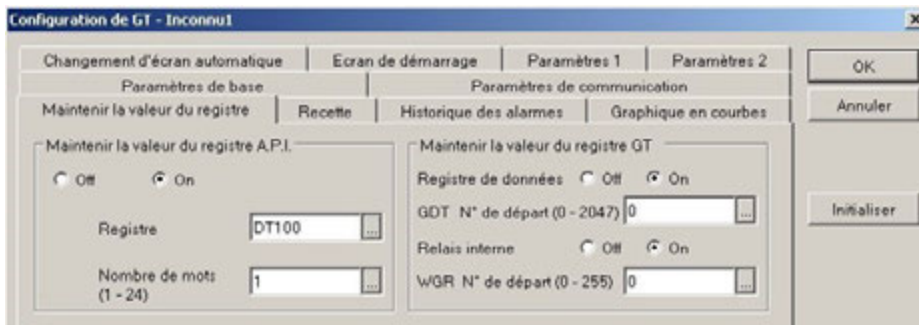 Configuration de GT - Inconnu1
Changement d'écran automatique
Ecran de démarrage
Paramètres 1
Paramètres 2
Paramètres de base
Paramètres de communication
Maintenir la valeur du registre
Recette
Historique des alarmes
Graphique en courbes
OK
Annuler
Initialiser
Maintenir la valeur du registre A.P.I.
Off
On
Registre
DT100
...
Nombre de mots
(1 - 24)
1
...
Maintenir la valeur du registre GT
Registre de données
Off
On
GDT N° de départ (0 - 2047)
0
...
Relais interne
Off
On
WGR N° de départ (0 - 255)
0
...